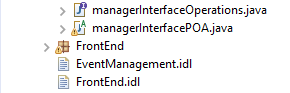 managerInterfaceOperations.java
managerInterfacePOA.java
FrontEnd
EventManagement.idl
FrontEnd.idl